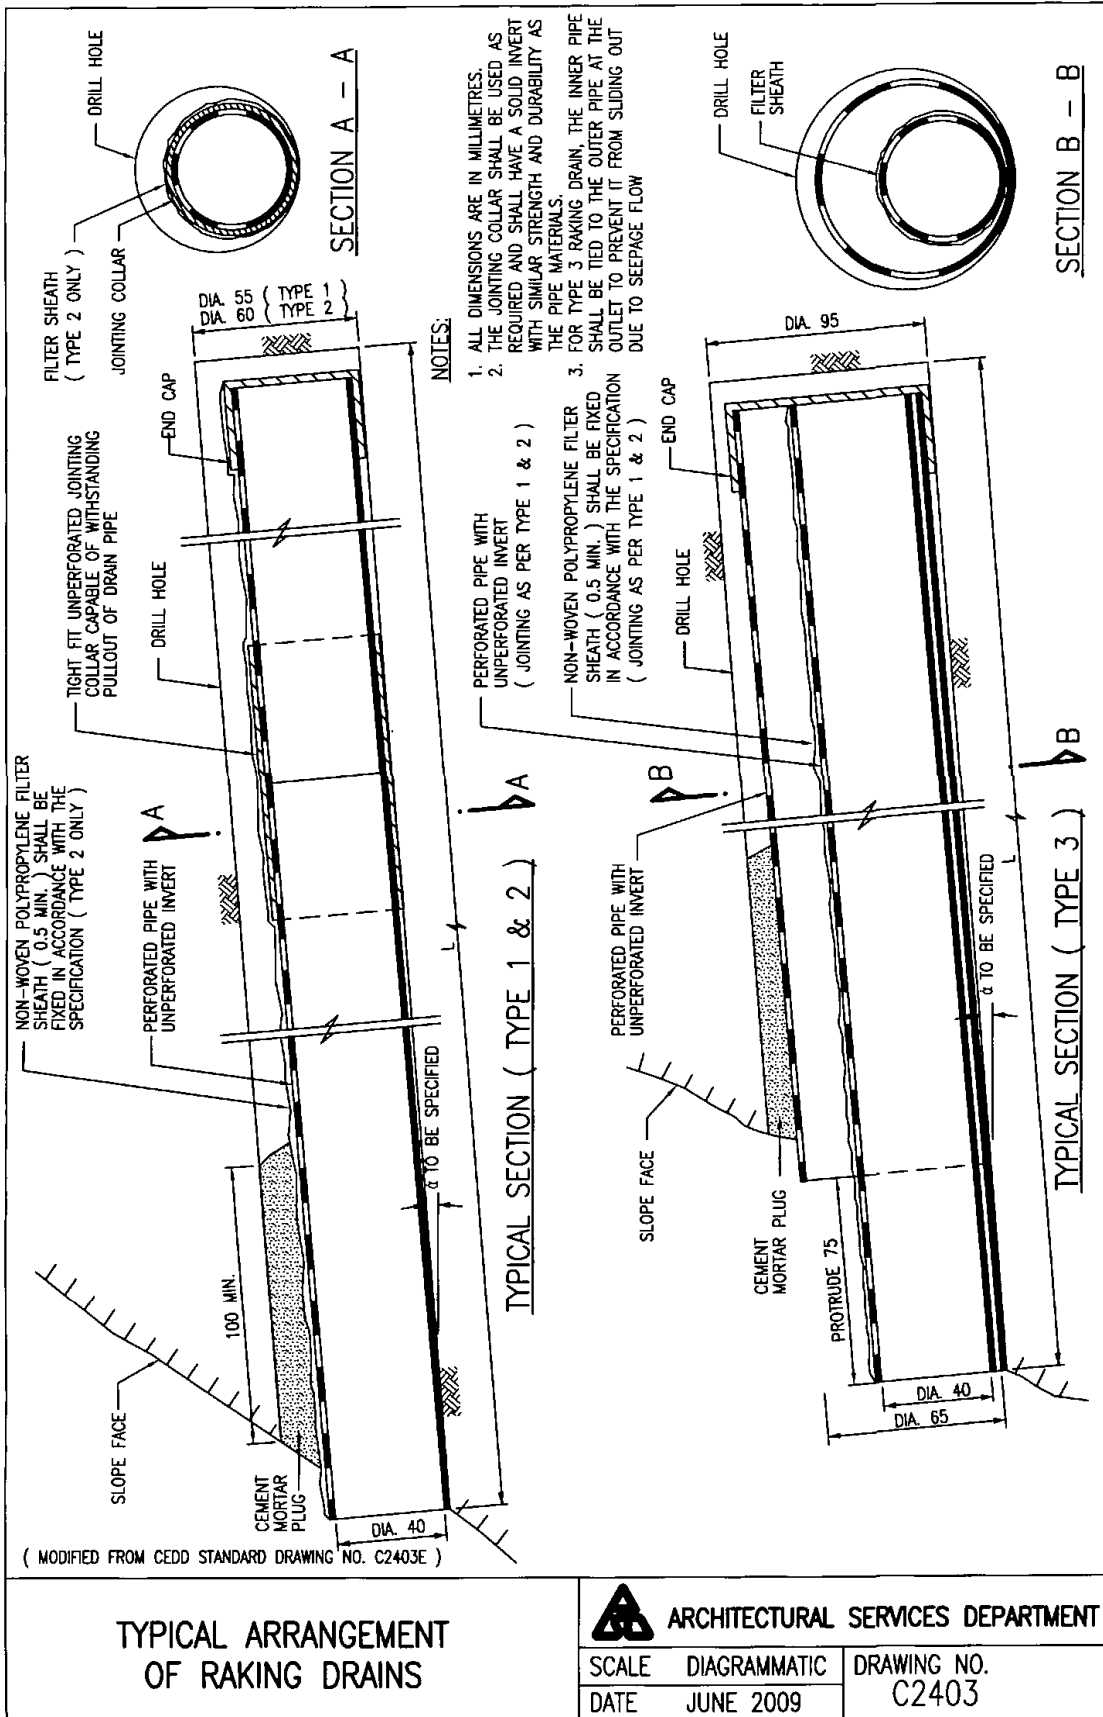 NON-WOVEN POLYPROPYLENE FILTER
SHEATH ( 0.5 MIN. ) SHALL BE
FIXED IN ACCORDANCE WITH THE
SPECIFICATION ( TYPE 2 ONLY )
TIGHT FIT UNPERFORATED JOINTING
COLLAR CAPABLE OF WITHSTANDING
PULLOUT OF DRAIN PIPE
FILTER SHEATH
( TYPE 2 ONLY )
JOINTING COLLAR
DRILL HOLE
SECTION A - A
SLOPE FACE
100 MIN.
PERFORATED PIPE WITH
UNPERFORATED INVERT
A
DRILL HOLE
END CAP
DIA. 55 ( TYPE 1 )
DIA. 60 ( TYPE 2 )
CEMENT
MORTAR
PLUG
DIA. 40
α TO BE SPECIFIED
L
A
TYPICAL SECTION ( TYPE 1 & 2 )
NOTES:
1. ALL DIMENSIONS ARE IN MILLIMETRES.
2. THE JOINTING COLLAR SHALL BE USED AS
REQUIRED AND SHALL HAVE A SOLID INVERT
WITH SIMILAR STRENGTH AND DURABILITY AS
THE PIPE MATERIALS.
3. FOR TYPE 3 RAKING DRAIN, THE INNER PIPE
SHALL BE TIED TO THE OUTER PIPE AT THE
OUTLET TO PREVENT IT FROM SLIDING OUT
DUE TO SEEPAGE FLOW
PERFORATED PIPE WITH
UNPERFORATED INVERT
( JOINTING AS PER TYPE 1 & 2 )
NON-WOVEN POLYPROPYLENE FILTER
SHEATH ( 0.5 MIN. ) SHALL BE FIXED
IN ACCORDANCE WITH THE SPECIFICATION
( JOINTING AS PER TYPE 1 & 2 )
PERFORATED PIPE WITH
UNPERFORATED INVERT
SLOPE FACE
CEMENT
MORTAR PLUG
PROTRUDE 75
B
DRILL HOLE
END CAP
DIA. 95
DIA. 40
DIA. 65
α TO BE SPECIFIED
L
B
TYPICAL SECTION ( TYPE 3 )
DRILL HOLE
FILTER
SHEATH
SECTION B - B
( MODIFIED FROM CEDD STANDARD DRAWING NO. C2403E )
TYPICAL ARRANGEMENT
OF RAKING DRAINS
ARCHITECTURAL SERVICES DEPARTMENT
SCALE DIAGRAMMATIC
DRAWING NO.
C2403
DATE JUNE 2009